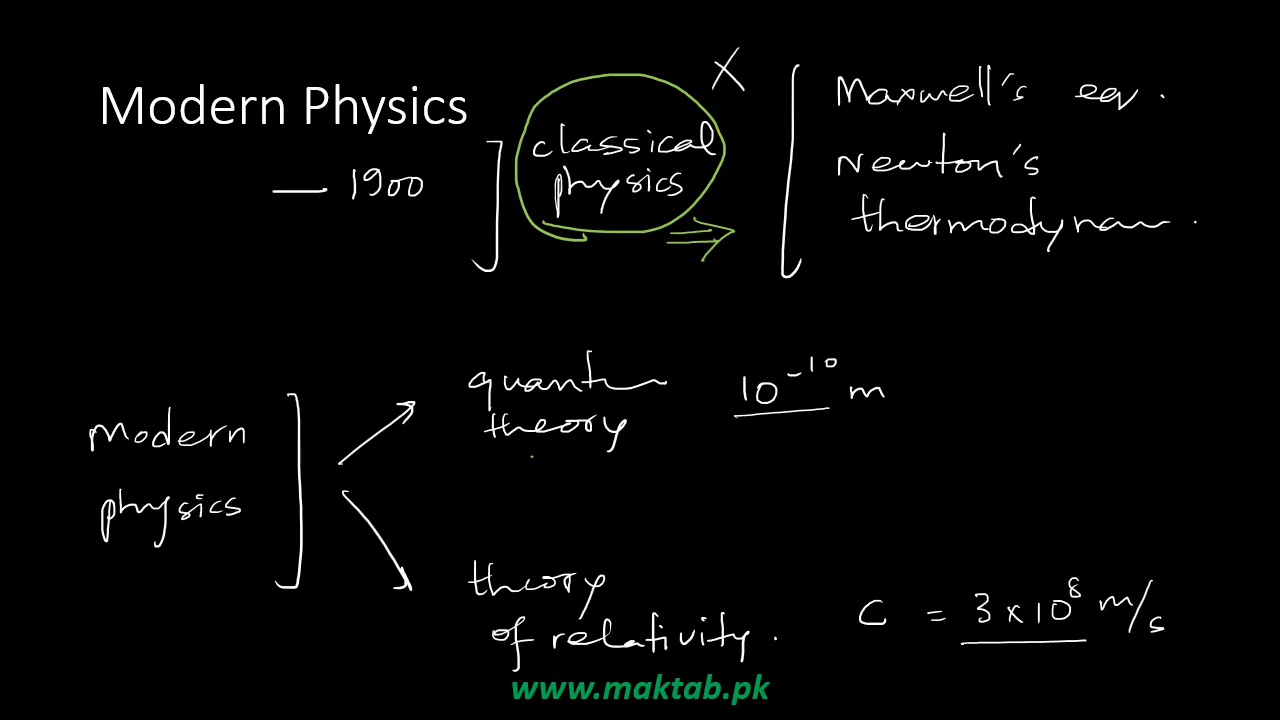 Modern Physics
— 1900
classical
physics
X
Maxwell's eqn.
Newton's
thermodynam.
modern
physics
quantum
theory
10⁻¹⁰ m
theory
of relativity.
C = 3 x 10⁸ m/s
www.maktab.pk